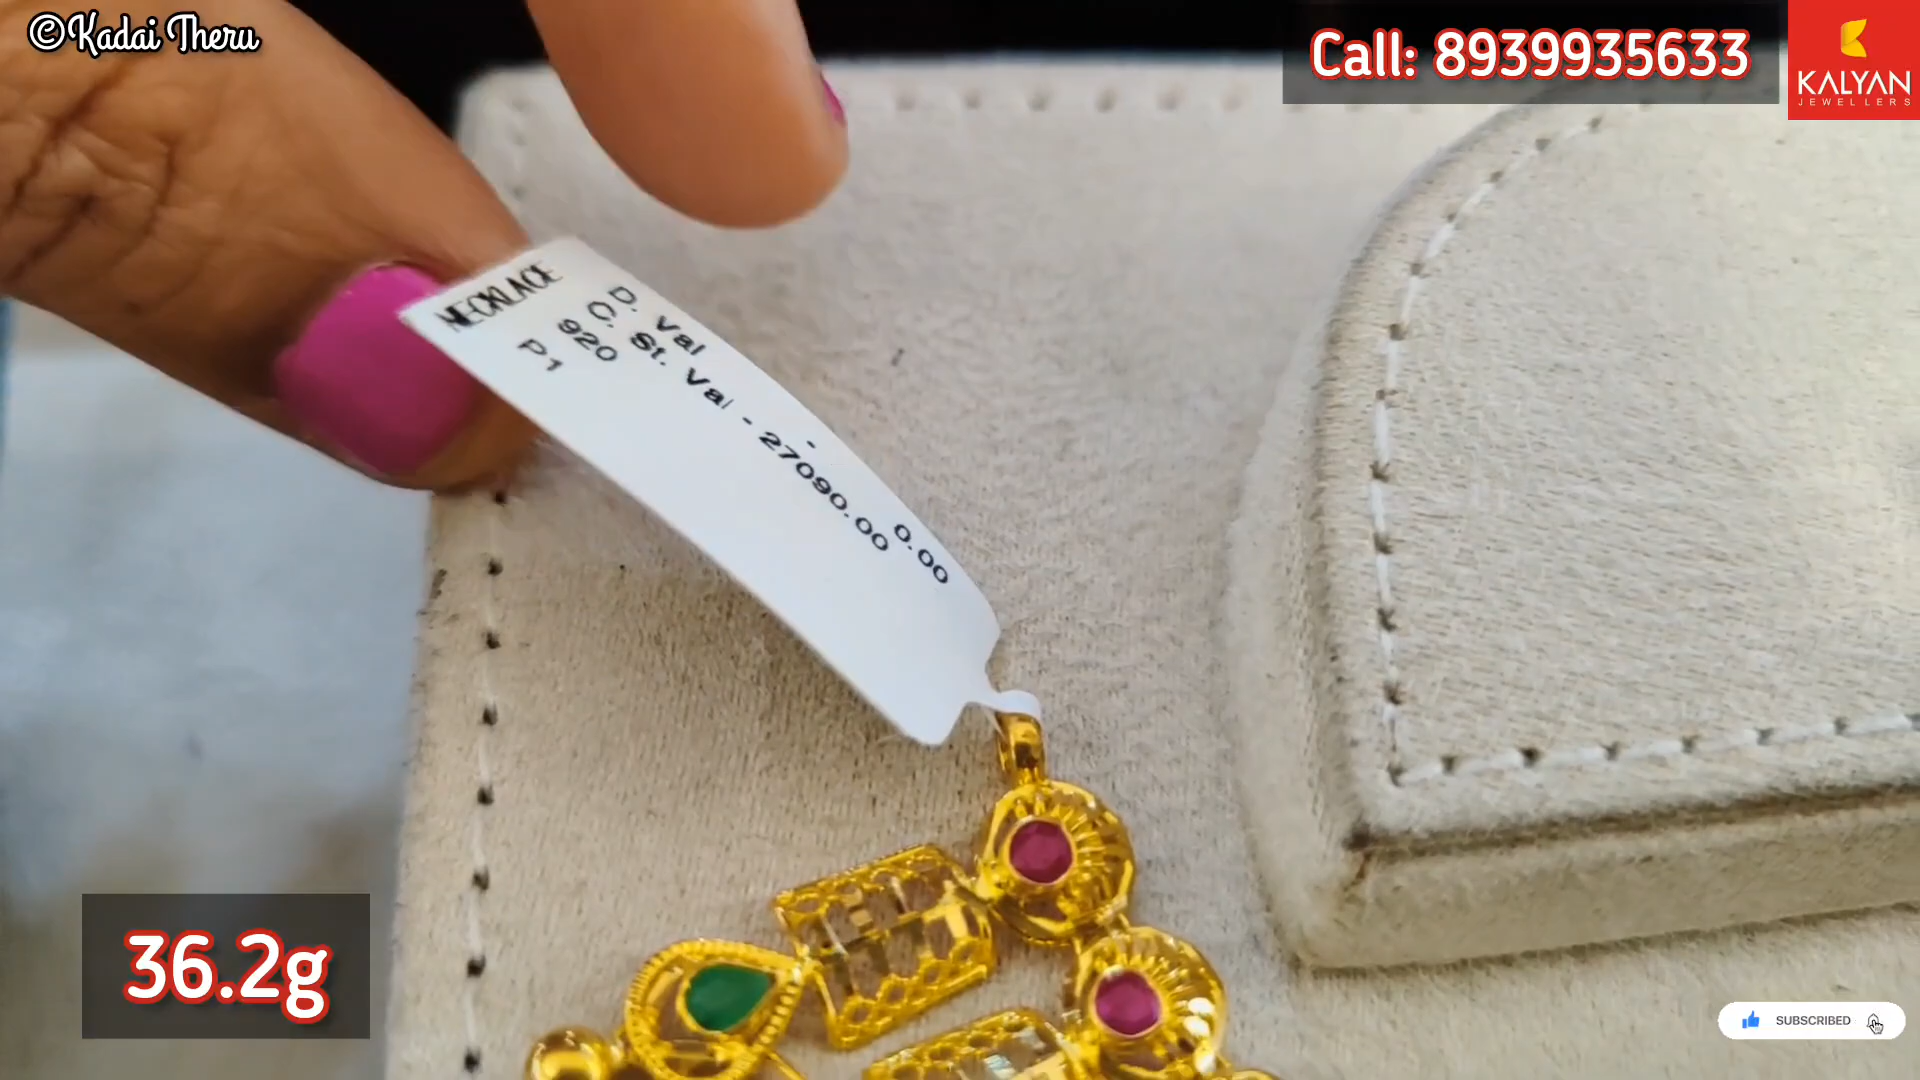 ©Kadai Theru
Call: 8939935633
KALYAN
JEWELLERS
NECKLACE
D. Val - 0.00
C. St. Val - 27090.00
920
P1
36.2g
SUBSCRIBED